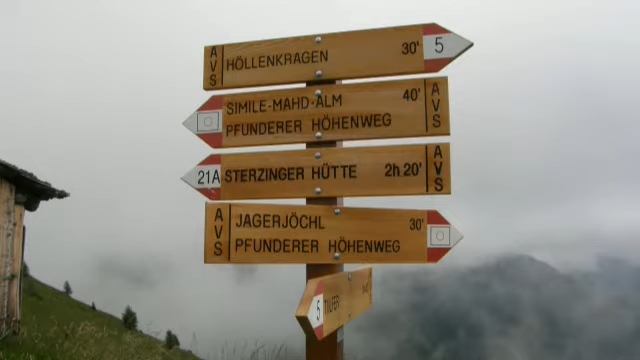 AVS HÖLLENKRAGEN 30' 5
SIMILE-MAHD-ALM 40' AVS
PFUNDERER HÖHENWEG
21A STERZINGER HÜTTE 2h 20' AVS
AVS JAGERJÖCHL 30'
PFUNDERER HÖHENWEG
5